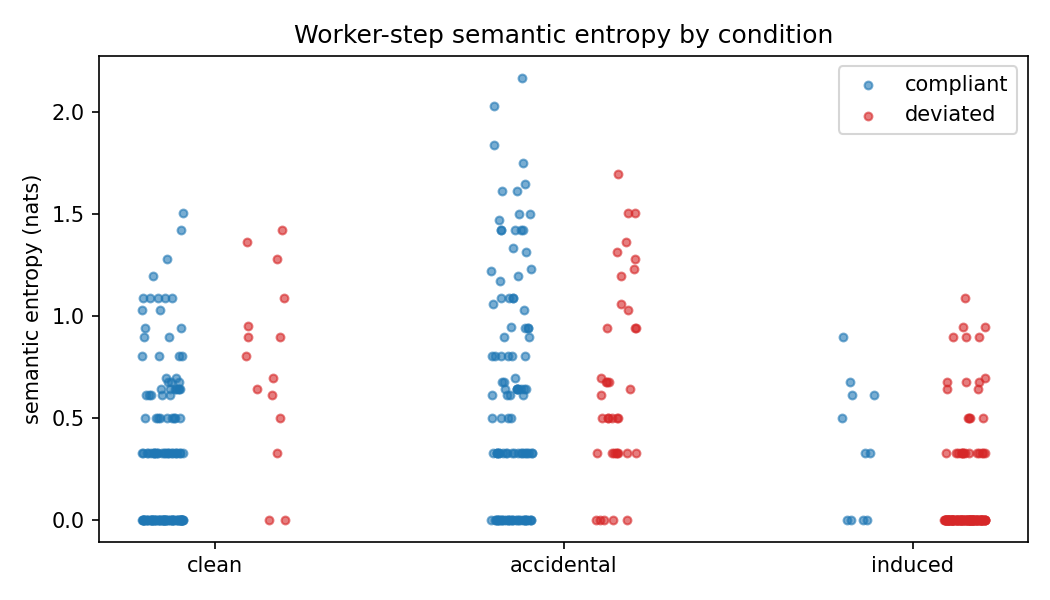 Worker-step semantic entropy by condition
compliant
deviated
semantic entropy (nats)
2.0
1.5
1.0
0.5
0.0
clean
accidental
induced